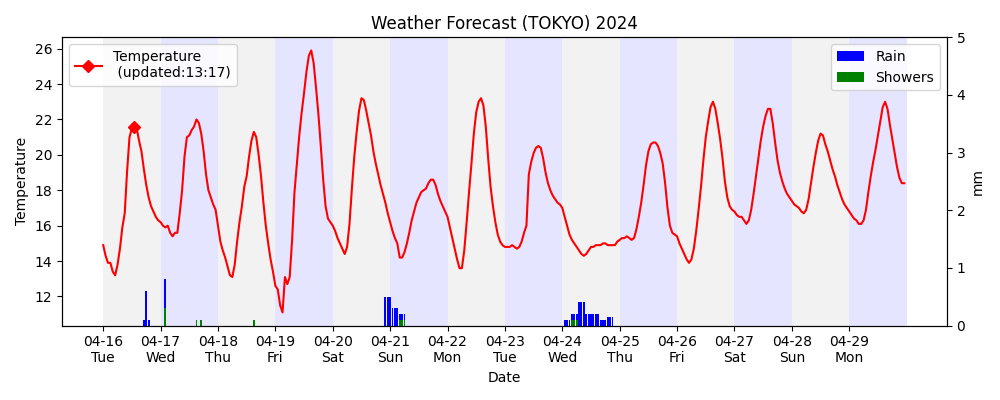 Weather Forecast (TOKYO) 2024
Temperature
(updated:13:17)
Rain
Showers
Temperature
26
24
22
20
18
16
14
12
5
4
3
2
1
0
mm
04-16 04-17 04-18 04-19 04-20 04-21 04-22 04-23 04-24 04-25 04-26 04-27 04-28 04-29
Tue Wed Thu Fri Sat Sun Mon Tue Wed Thu Fri Sat Sun Mon
Date